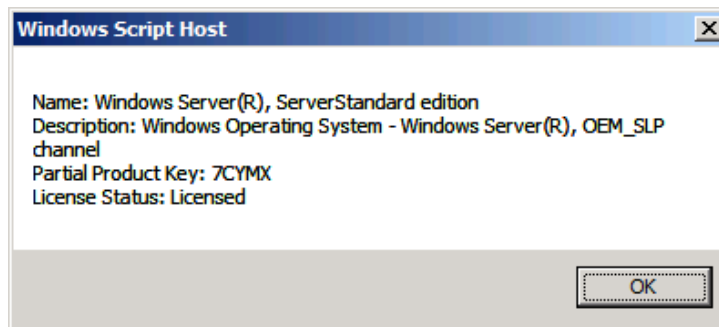 Windows Script Host
Name: Windows Server(R), ServerStandard edition
Description: Windows Operating System - Windows Server(R), OEM_SLP
channel
Partial Product Key: 7CYMX
License Status: Licensed
OK